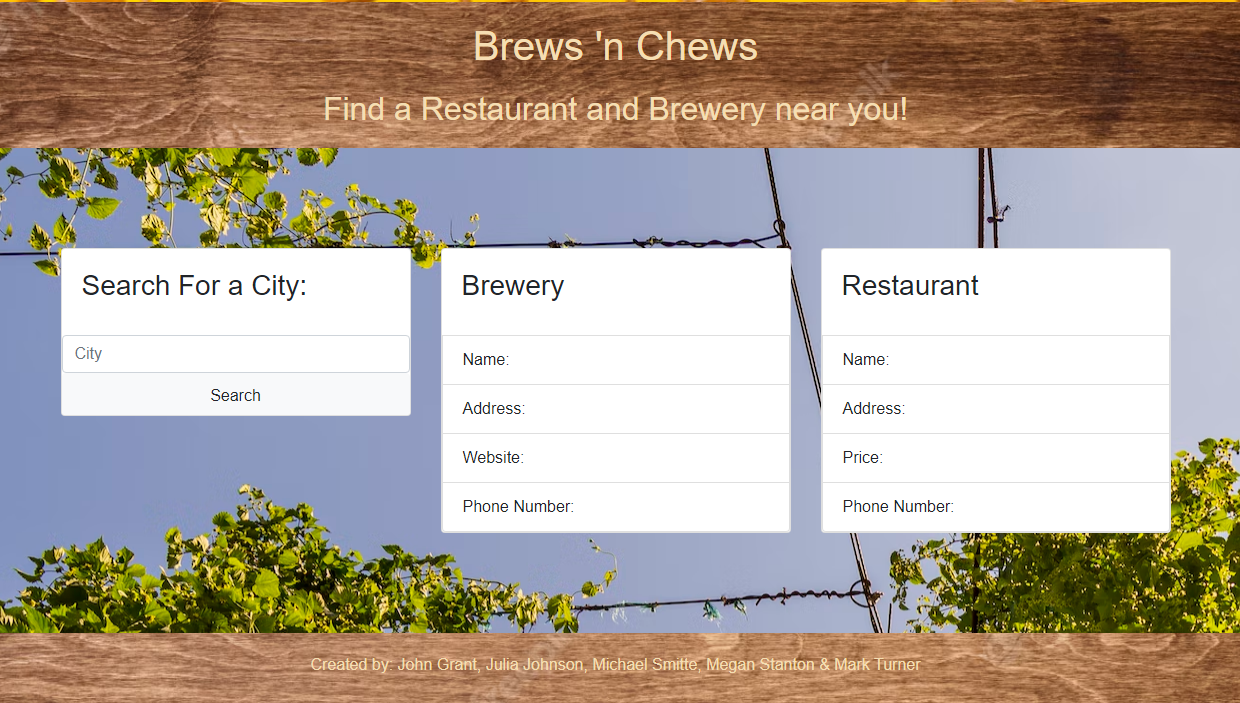 Brews 'n Chews
Find a Restaurant and Brewery near you!
Search For a City:
City
Search
Brewery
Name:
Address:
Website:
Phone Number:
Restaurant
Name:
Address:
Price:
Phone Number:
Created by: John Grant, Julia Johnson, Michael Smitte, Megan Stanton & Mark Turner